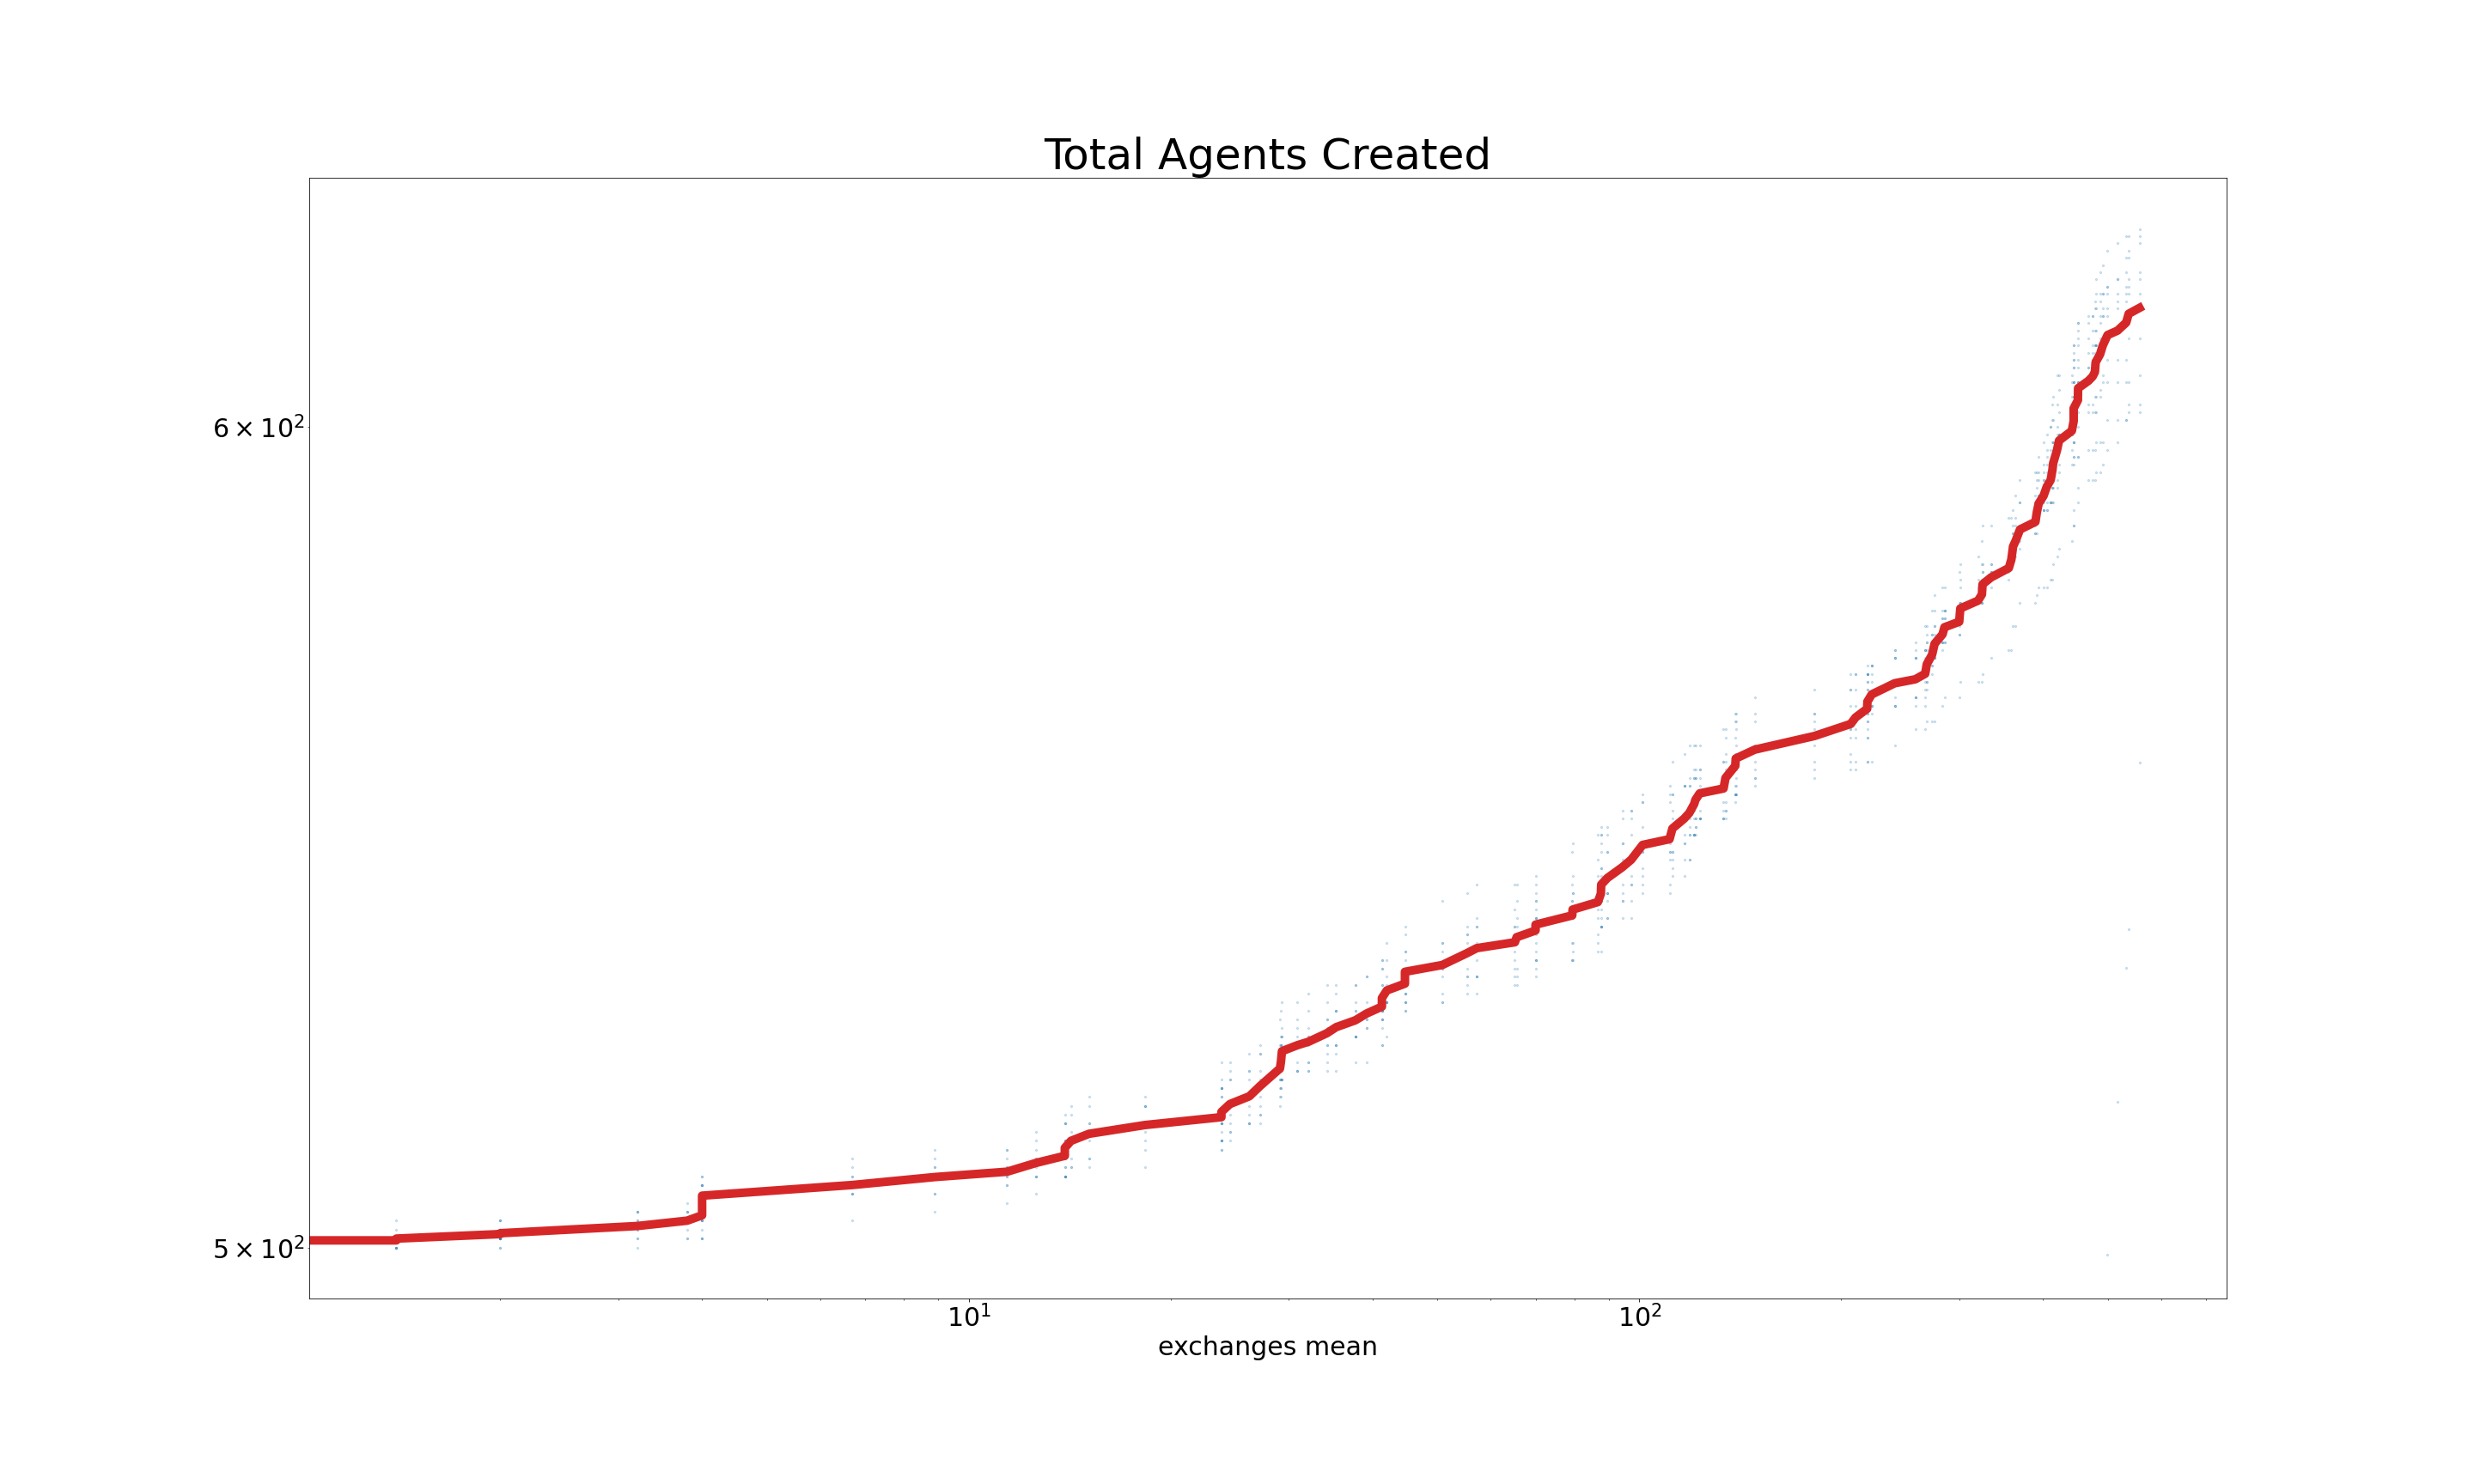 Total Agents Created
6 × 10²
5 × 10²
10¹ 10²
exchanges mean